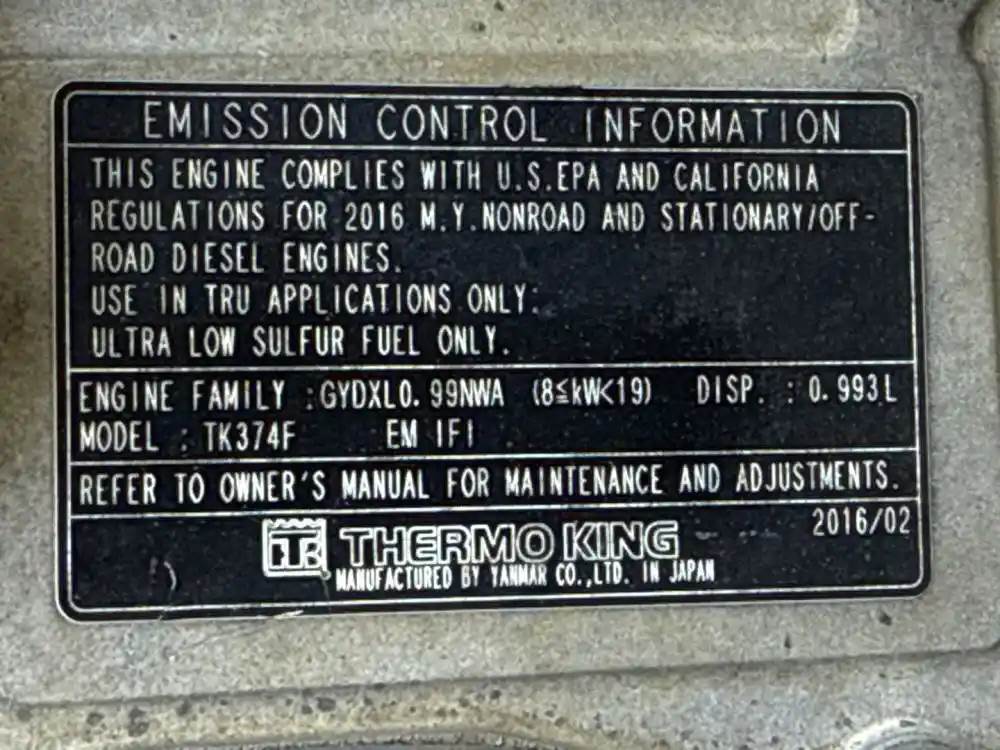 EMISSION CONTROL INFORMATION
THIS ENGINE COMPLIES WITH U.S.EPA AND CALIFORNIA
REGULATIONS FOR 2016 M.Y.NONROAD AND STATIONARY/OFF-
ROAD DIESEL ENGINES.
USE IN TRU APPLICATIONS ONLY.
ULTRA LOW SULFUR FUEL ONLY.
ENGINE FAMILY :GYDXL0.99NWA (8≦kW<19) DISP. : 0.993L
MODEL : TK374F EM IFI
REFER TO OWNER'S MANUAL FOR MAINTENANCE AND ADJUSTMENTS.
2016/02
TK THERMO KING
MANUFACTURED BY YANMAR CO.,LTD. IN JAPAN